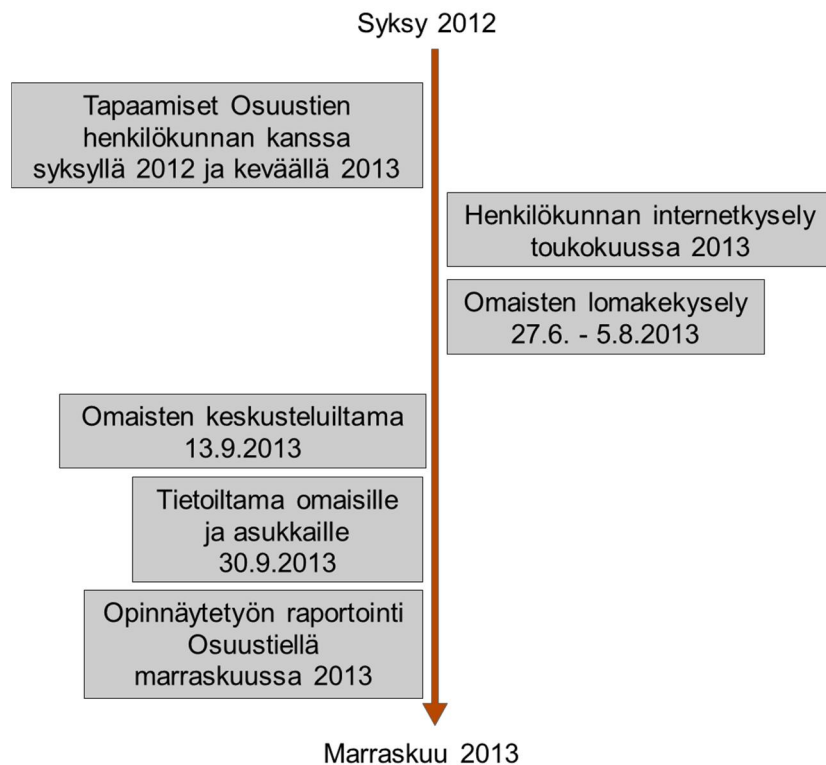 Syksy 2012
Tapaamiset Osuustien
henkilökunnan kanssa
syksyllä 2012 ja keväällä 2013
Henkilökunnan internetkysely
toukokuussa 2013
Omaisten lomakekysely
27.6. - 5.8.2013
Omaisten keskusteluiltama
13.9.2013
Tietoiltama omaisille
ja asukkaille
30.9.2013
Opinnäytetyön raportointi
Osuustiellä
marraskuussa 2013
Marraskuu 2013